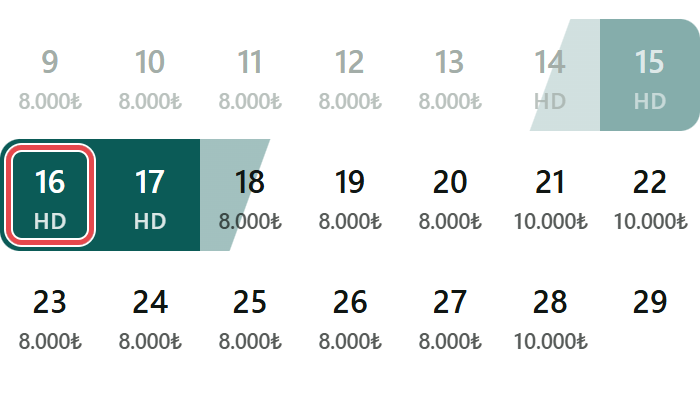 9 10 11 12 13 14 15
8.000₺ 8.000₺ 8.000₺ 8.000₺ 8.000₺ HD HD
16 17 18 19 20 21 22
HD HD 8.000₺ 8.000₺ 8.000₺ 10.000₺ 10.000₺
23 24 25 26 27 28 29
8.000₺ 8.000₺ 8.000₺ 8.000₺ 8.000₺ 10.000₺